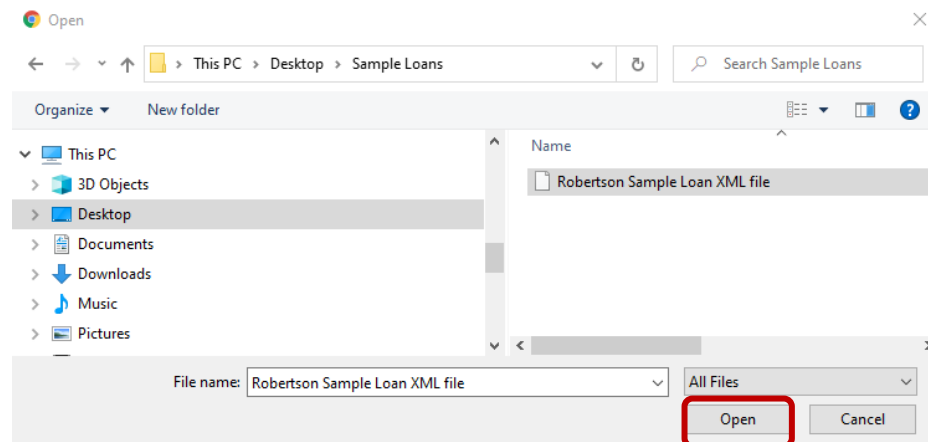 Open
This PC > Desktop > Sample Loans
Search Sample Loans
Organize
New folder
?
This PC
3D Objects
Desktop
Documents
Downloads
Music
Pictures
Name
Robertson Sample Loan XML file
File name: Robertson Sample Loan XML file
All Files
Open
Cancel